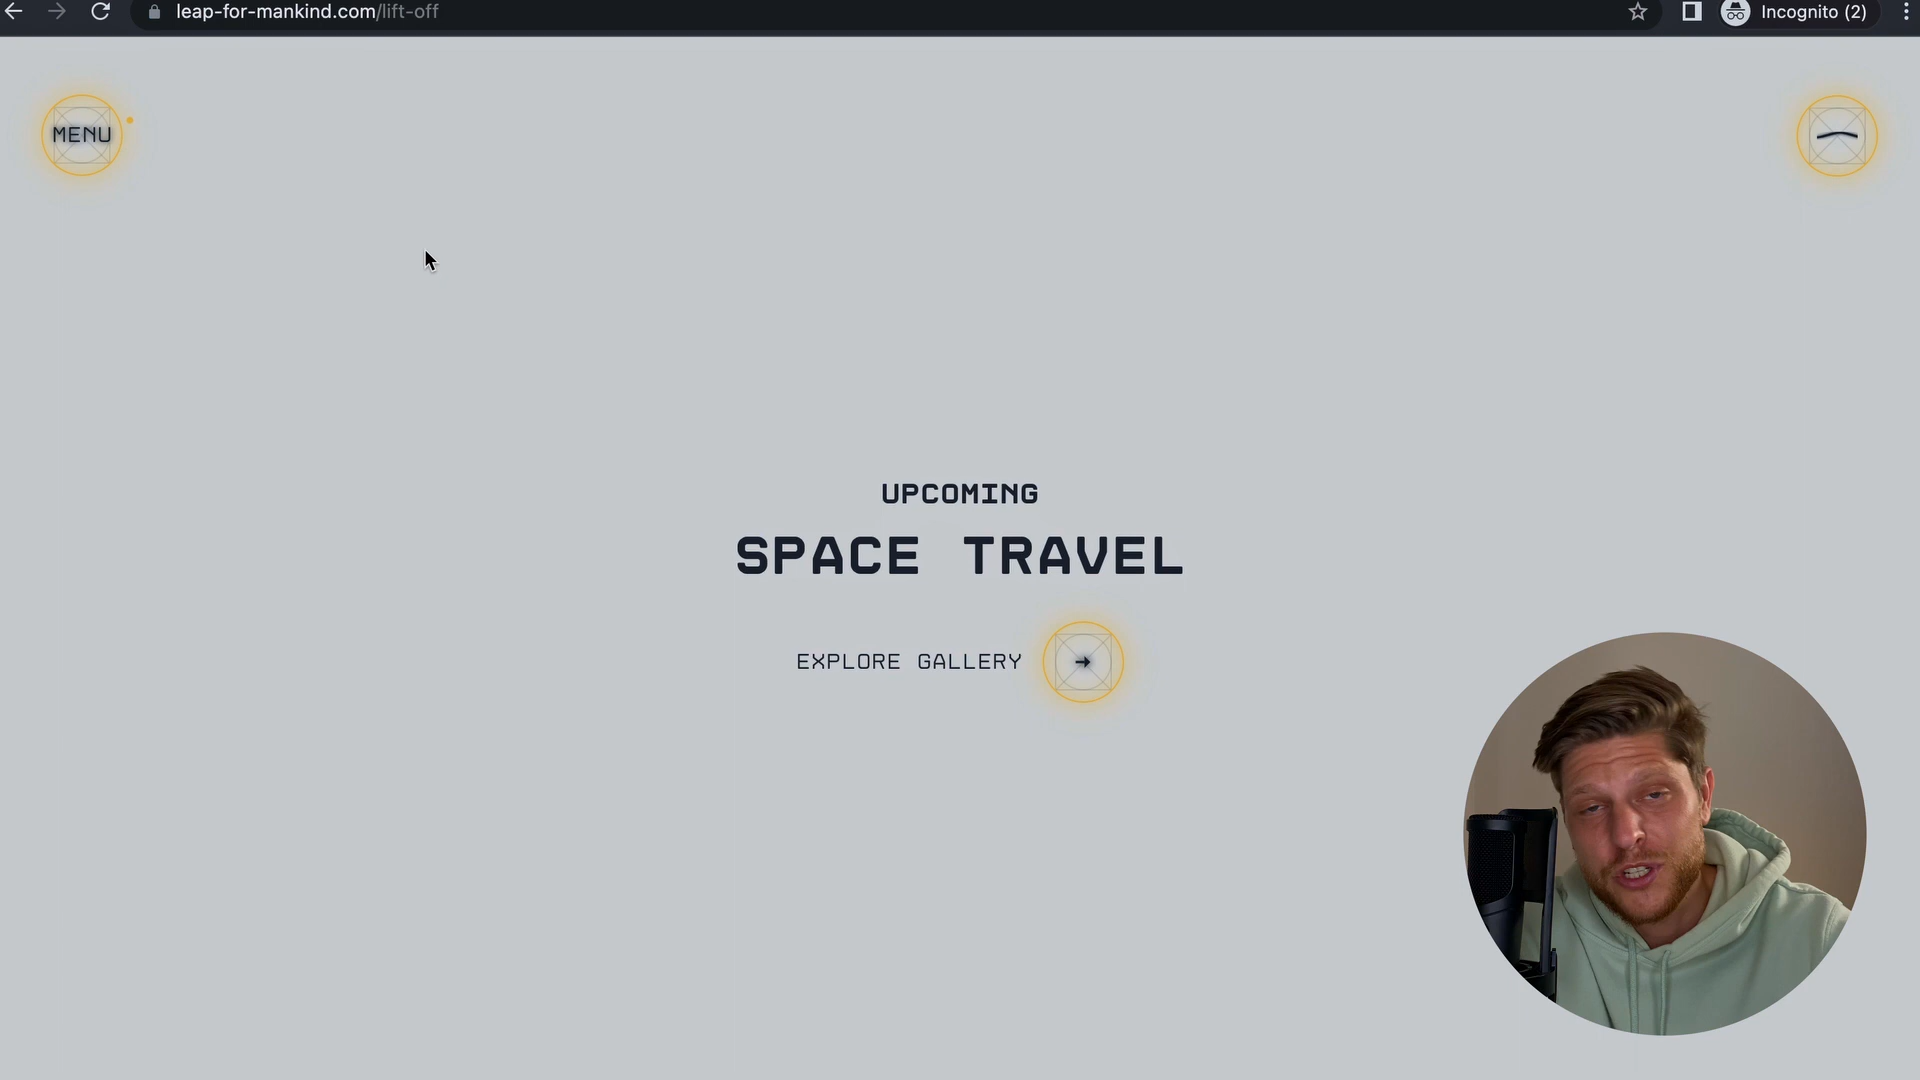 leap-for-mankind.com/lift-off
Incognito (2)
MENU
UPCOMING
SPACE TRAVEL
EXPLORE GALLERY